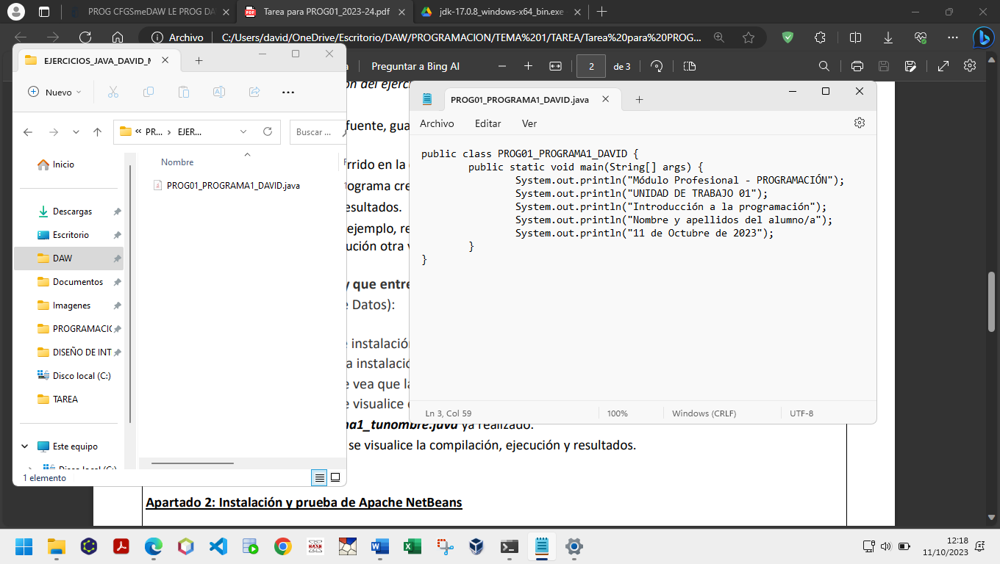 PROG CFGSmeDAW LE PROG DA
Tarea para PROG01_2023-24.pdf
jdk-17.0.8_windows-x64_bin.exe
Archivo
C:/Users/david/OneDrive/Escritorio/DAW/PROGRAMACION/TEMA%201/TAREA/Tarea%20para%20PROG...
Preguntar a Bing AI
2
de 3
EJERCICIOS_JAVA_DAVID_M
Nuevo
« PR... › EJER...
Buscar ...
Nombre
PROG01_PROGRAMA1_DAVID.java
Inicio
Descargas
Escritorio
DAW
Documentos
Imagenes
PROGRAMACIO
DISEÑO DE INT
Disco local (C:)
TAREA
Este equipo
Disco local (C:)
1 elemento
ón del ejerc
fuente, gua
rrido en la
ograma cre
esultados.
ejemplo, re
ución otra v
y que entre
e Datos):
e instalación
a instalació
e vea que la
e visualice
na1_tunombre.java ya realizado.
se visualice la compilación, ejecución y resultados.
Apartado 2: Instalación y prueba de Apache NetBeans
PROG01_PROGRAMA1_DAVID.java
Archivo Editar Ver
public class PROG01_PROGRAMA1_DAVID {
public static void main(String[] args) {
System.out.println("Módulo Profesional - PROGRAMACIÓN");
System.out.println("UNIDAD DE TRABAJO 01");
System.out.println("Introducción a la programación");
System.out.println("Nombre y apellidos del alumno/a");
System.out.println("11 de Octubre de 2023");
}
}
Ln 3, Col 59
100%
Windows (CRLF)
UTF-8
12:18
11/10/2023